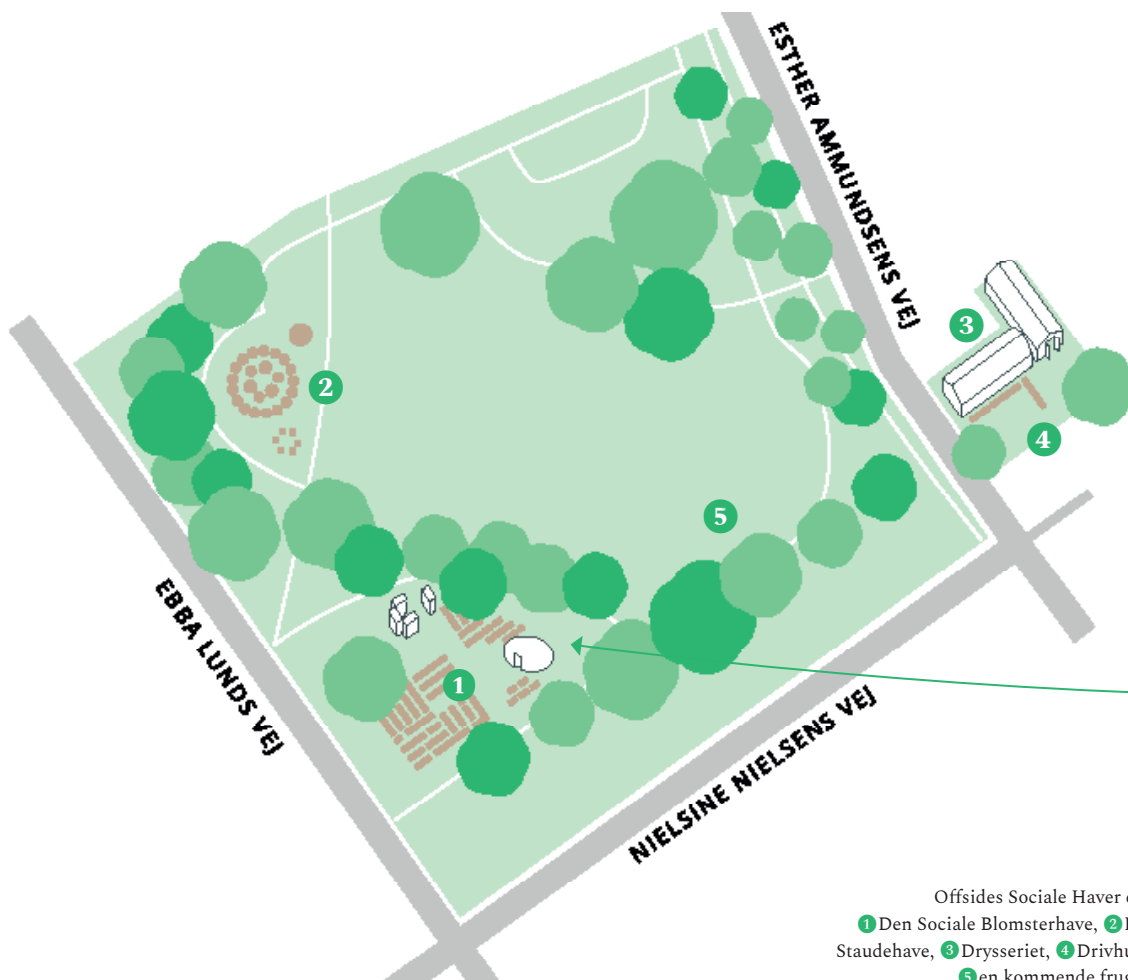 ESTHER AMMUNDSENS VEJ
3
2
4
5
EBBA LUNDS VEJ
1
NIELSINE NIELSENS VEJ
Offsides Sociale Haver
1 Den Sociale Blomsterhave, 2
Staudehave, 3 Drysseriet, 4
5 en kommende